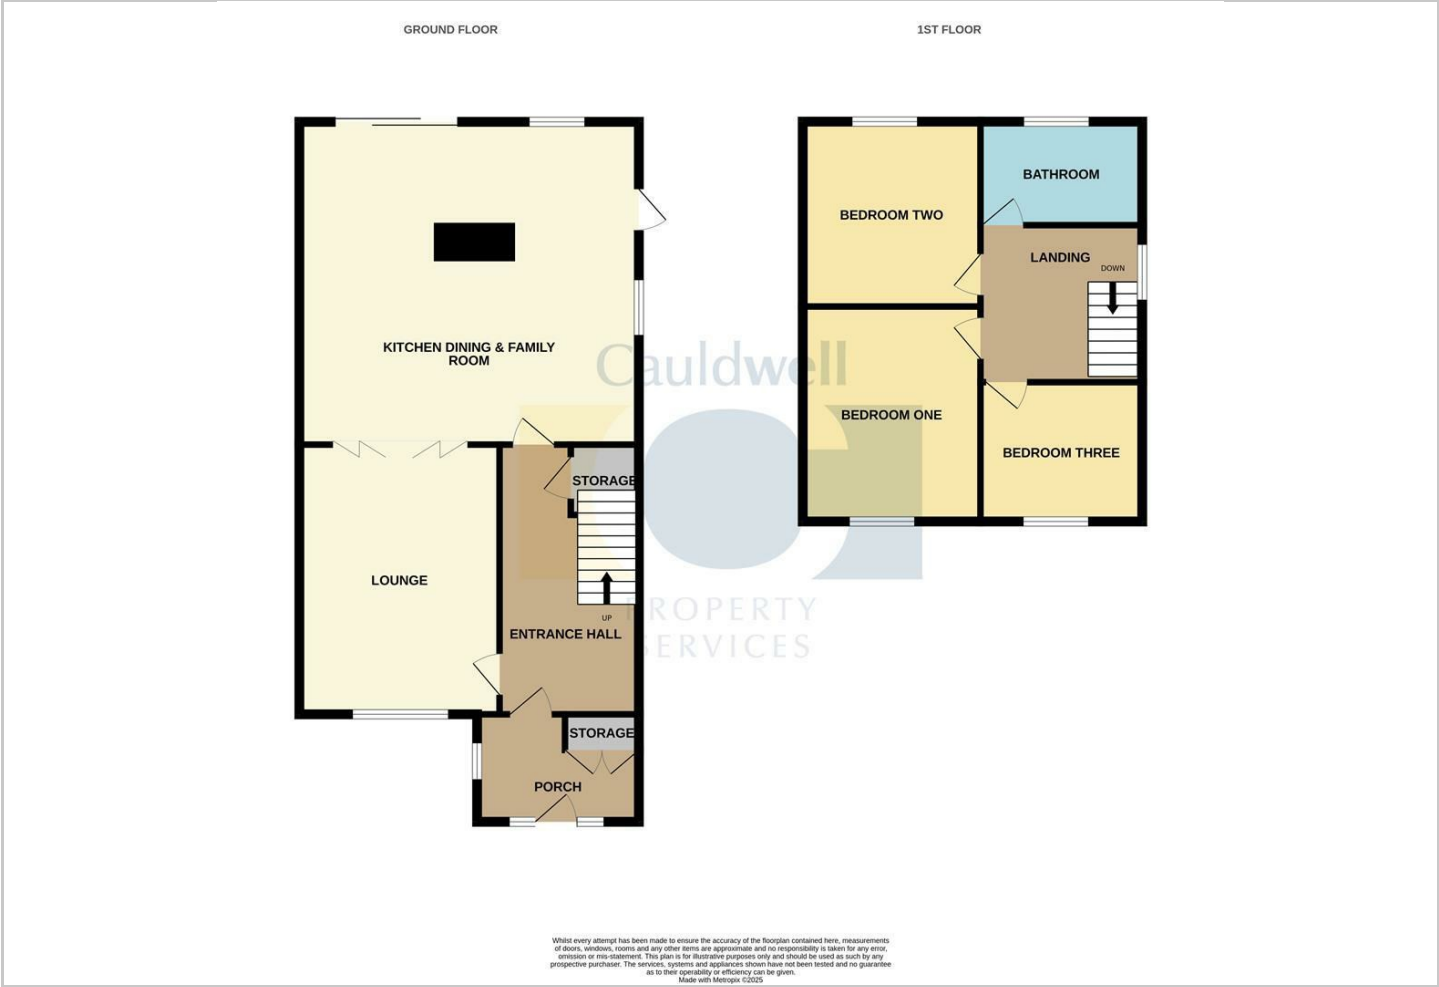 GROUND FLOOR
1ST FLOOR
KITCHEN DINING & FAMILY
ROOM
STORAGE
LOUNGE
UP
ENTRANCE HALL
STORAGE
PORCH
BEDROOM TWO
BATHROOM
LANDING
DOWN
BEDROOM ONE
BEDROOM THREE
Cauldwell
PROPERTY
SERVICES
Whilst every attempt has been made to ensure the accuracy of the floorplan contained here, measurements
of doors, windows, rooms and any other items are approximate and no responsibility is taken for any error,
omission or mis-statement. This plan is for illustrative purposes only and should be used as such by any
prospective purchaser. The services, systems and appliances shown have not been tested and no guarantee
as to their operability or efficiency can be given.
Made with Metropix ©2025